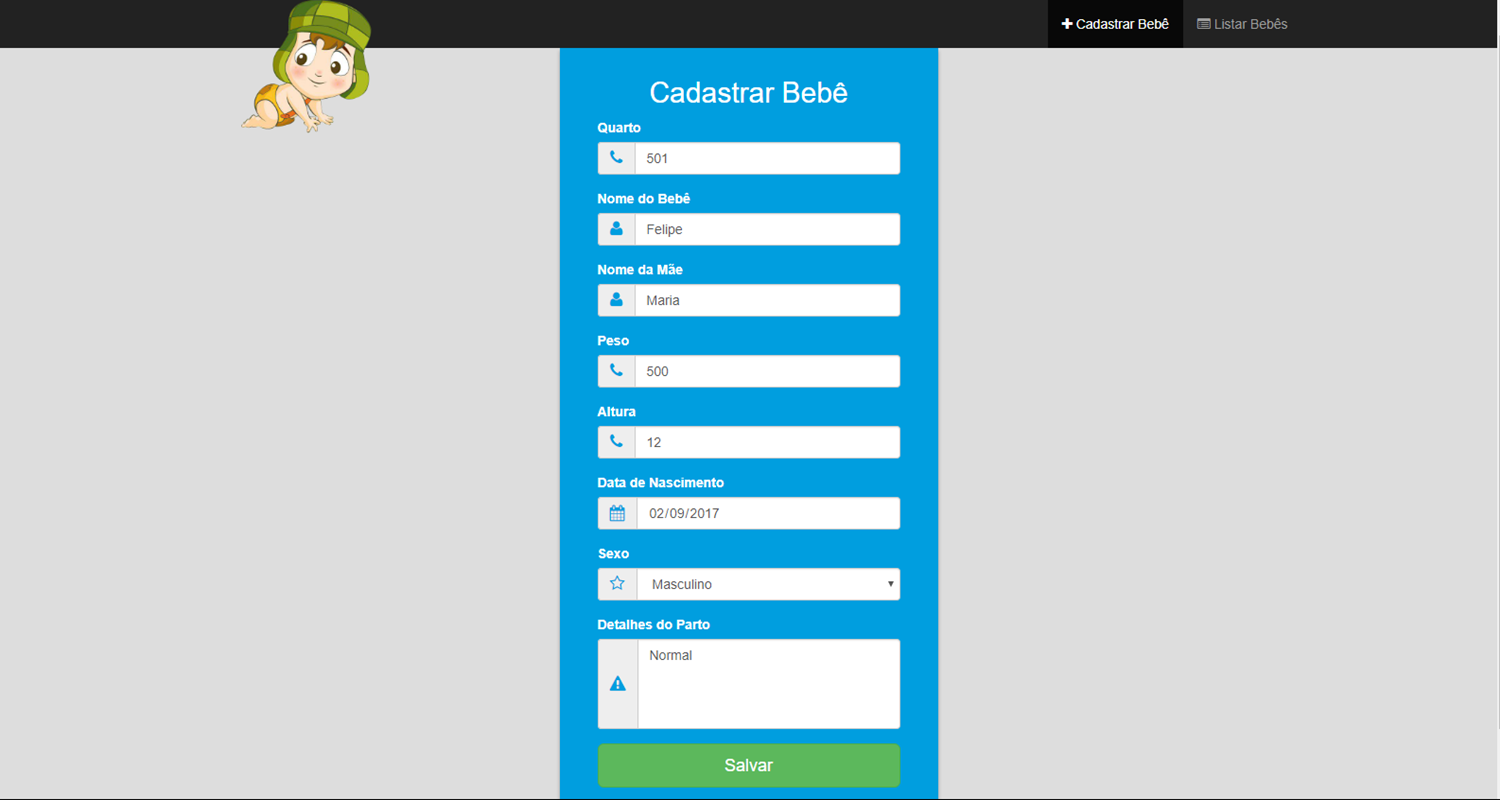 Cadastrar Bebê Listar Bebês
Cadastrar Bebê
Quarto
501
Nome do Bebê
Felipe
Nome da Mãe
Maria
Peso
500
Altura
12
Data de Nascimento
02/09/2017
Sexo
Masculino
Detalhes do Parto
Normal
Salvar